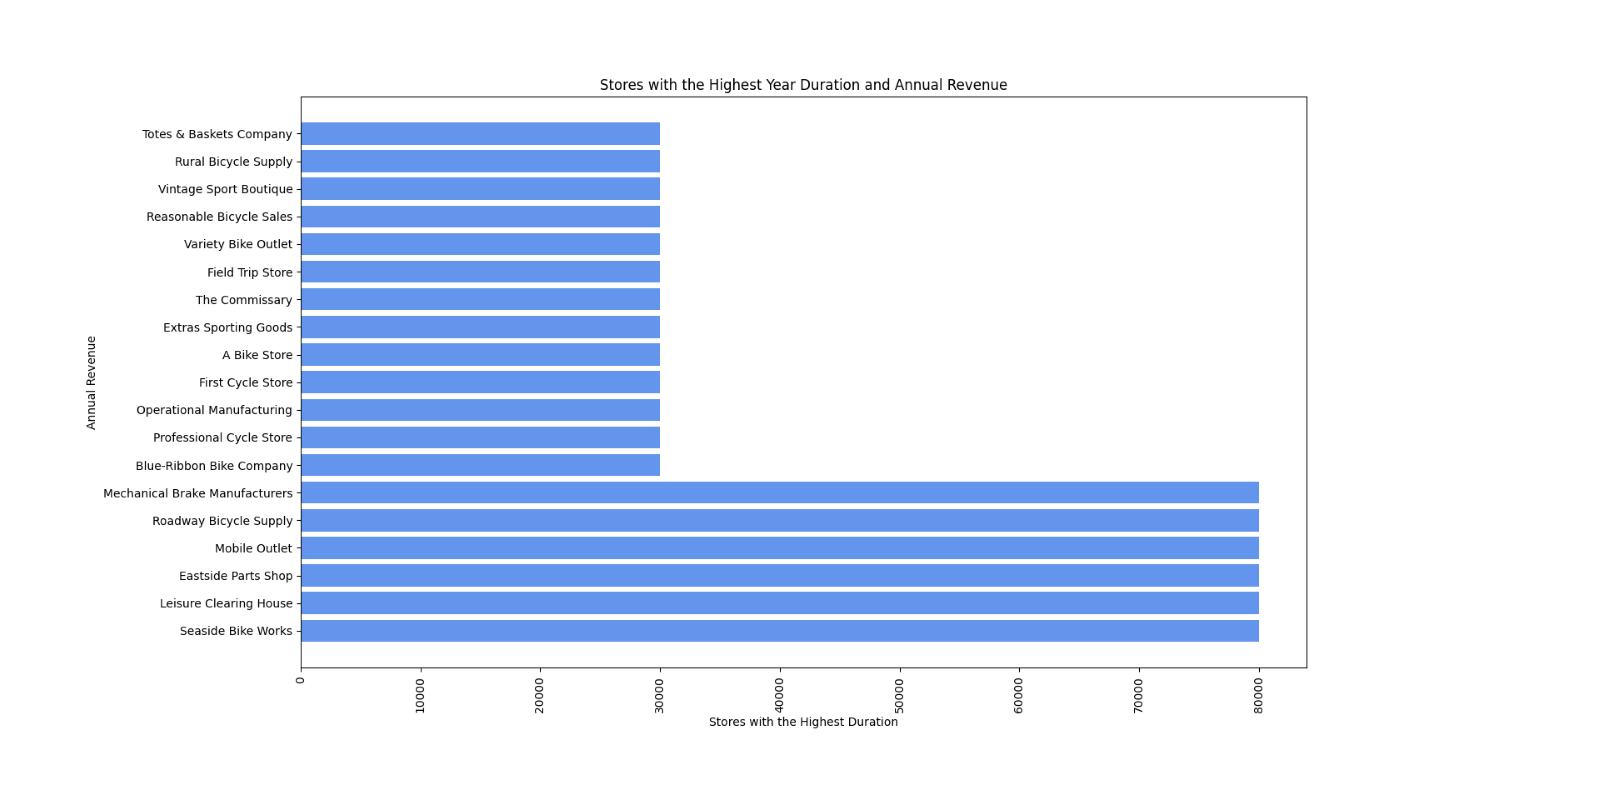 Stores with the Highest Year Duration and Annual Revenue
Totes & Baskets Company
Rural Bicycle Supply
Vintage Sport Boutique
Reasonable Bicycle Sales
Variety Bike Outlet
Field Trip Store
The Commissary
Extras Sporting Goods
A Bike Store
First Cycle Store
Operational Manufacturing
Professional Cycle Store
Blue-Ribbon Bike Company
Mechanical Brake Manufacturers
Roadway Bicycle Supply
Mobile Outlet
Eastside Parts Shop
Leisure Clearing House
Seaside Bike Works
Annual Revenue
0 10000 20000 30000 40000 50000 60000 70000 80000
Stores with the Highest Duration